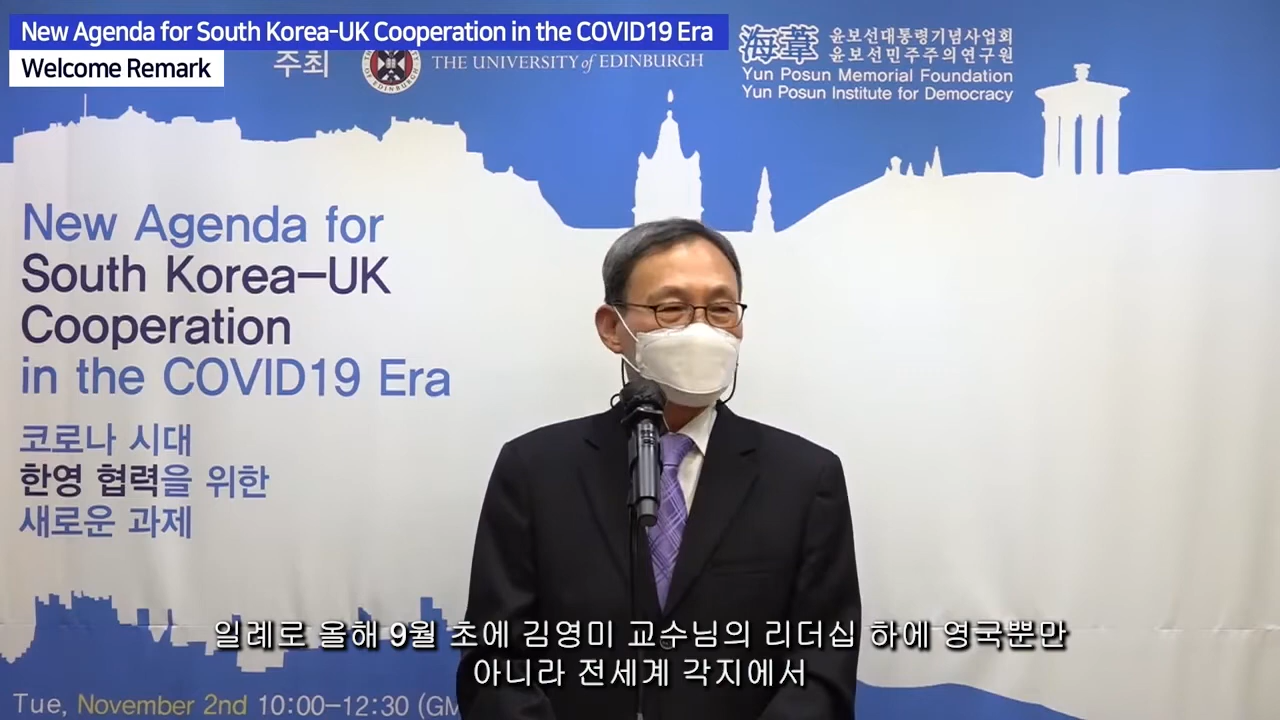 New Agenda for South Korea-UK Cooperation in the COVID19 Era
Welcome Remark
주최
THE UNIVERSITY of EDINBURGH
海葦
윤보선대통령기념사업회
윤보선민주주의연구원
Yun Posun Memorial Foundation
Yun Posun Institute for Democracy
New Agenda for
South Korea-UK
Cooperation
in the COVID19 Era
코로나 시대
한영 협력을 위한
새로운 과제
일례로 올해 9월 초에 김영미 교수님의 리더십 하에 영국뿐만
아니라 전세계 각지에서
Tue, November 2nd 10:00-12:30 (GM